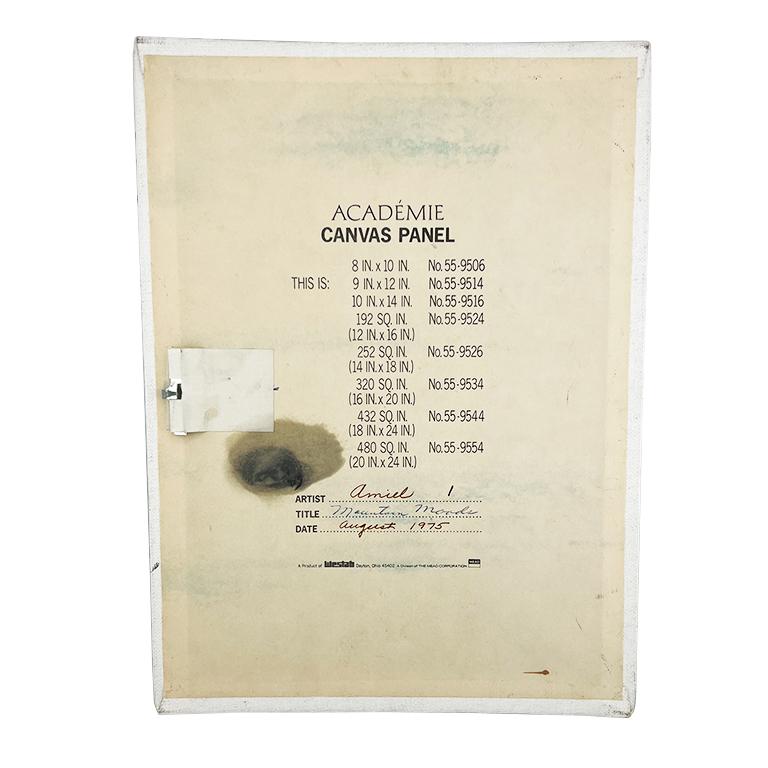 ACADÉMIE
CANVAS PANEL
8 IN. x 10 IN. No. 55-9506
THIS IS: 9 IN. x 12 IN. No. 55-9514
10 IN. x 14 IN. No. 55-9516
192 SQ. IN. No. 55-9524
(12 IN. x 16 IN.)
252 SQ. IN. No. 55-9526
(14 IN. x 18 IN.)
320 SQ. IN. No. 55-9534
(16 IN. x 20 IN.)
432 SQ. IN. No. 55-9544
(18 IN. x 24 IN.)
480 SQ. IN. No. 55-9554
(20 IN. x 24 IN.)
ARTIST Amiel 1
TITLE Mountain Moods
DATE August 1975
A Product of Westab Dayton, Ohio 45402 A Division of THE MEAD CORPORATION MEAD